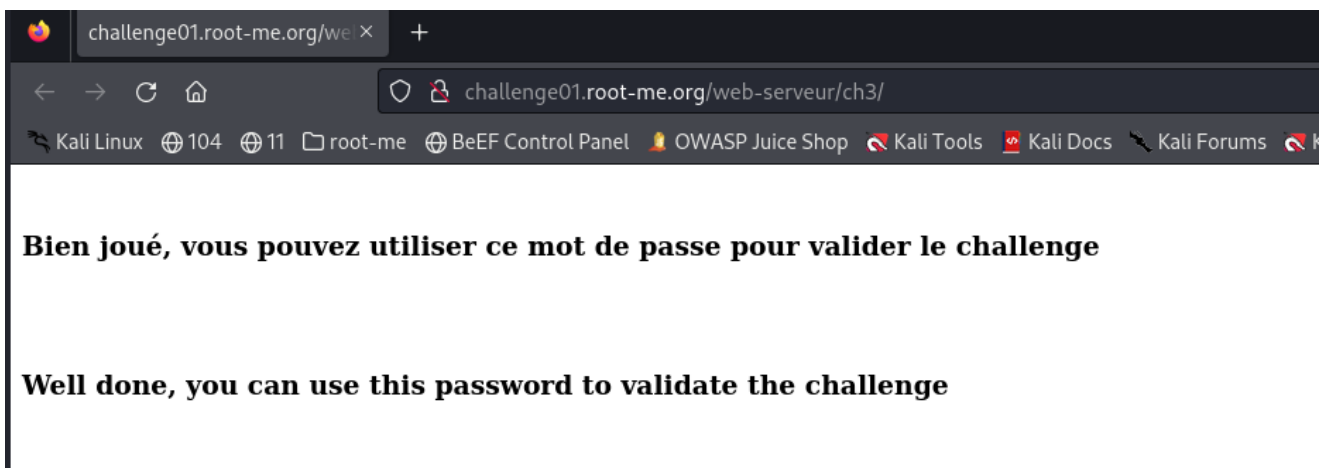 challenge01.root-me.org/we
challenge01.root-me.org/web-serveur/ch3/
Kali Linux 104 11 root-me BeEF Control Panel OWASP Juice Shop Kali Tools Kali Docs Kali Forums
Bien joué, vous pouvez utiliser ce mot de passe pour valider le challenge
Well done, you can use this password to validate the challenge